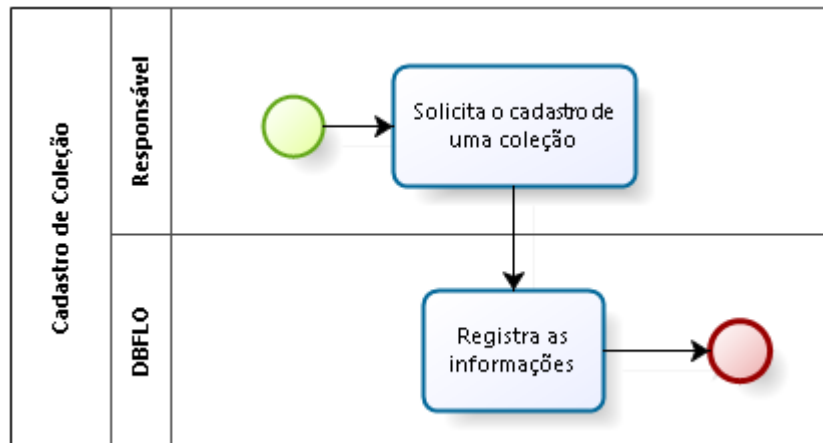 Cadastro de Coleção
Responsável
Solicita o cadastro de
uma coleção
DBFLO
Registra as
informações